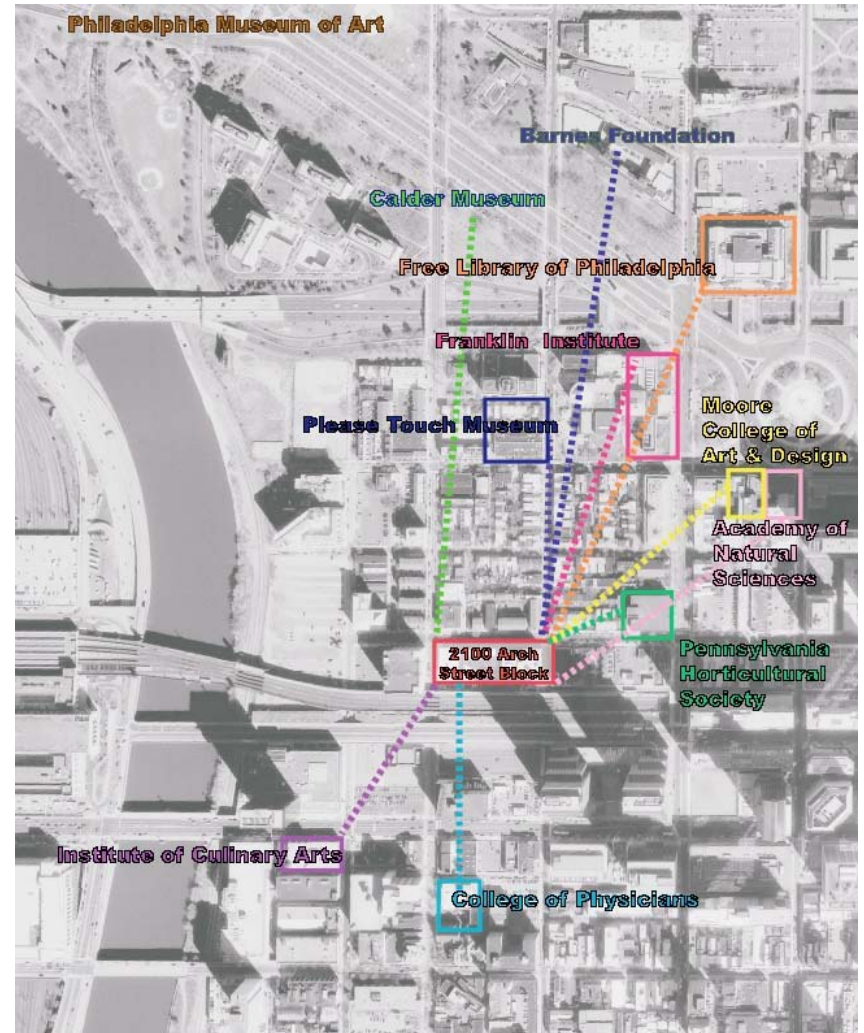 Philadelphia Museum of Art
Barnes Foundation
Calder Museum
Free Library of Philadelphia
Franklin Institute
Please Touch Museum
Moore
College of
Art & Design
Academy of
Natural
Sciences
2100 Arch
Street Block
Pennsylvania
Horticultural
Society
Institute of Culinary Arts
College of Physicians